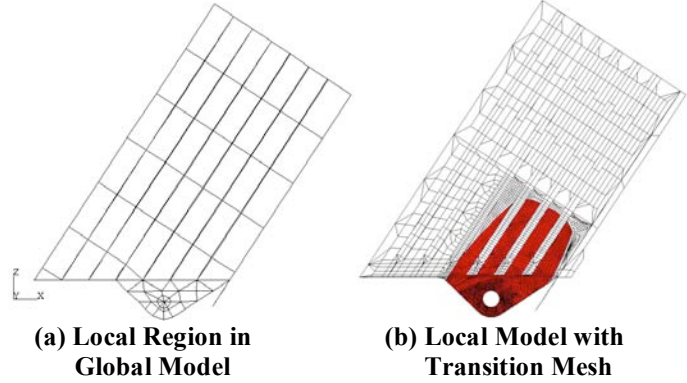 Z
Y X
(a) Local Region in
Global Model
(b) Local Model with
Transition Mesh